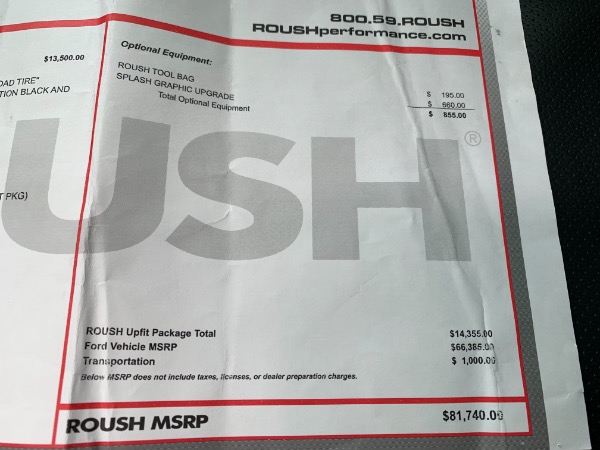 800.59.ROUSH
ROUSHperformance.com
$13,500.00
OAD TIRE"
TION BLACK AND
T PKG)
Optional Equipment:
ROUSH TOOL BAG $ 195.00
SPLASH GRAPHIC UPGRADE $ 660.00
Total Optional Equipment $ 855.00
USH ®
ROUSH Upfit Package Total $14,355.00
Ford Vehicle MSRP $66,385.00
Transportation $ 1,000.00
Below MSRP does not include taxes, licenses, or dealer preparation charges.
ROUSH MSRP $81,740.00